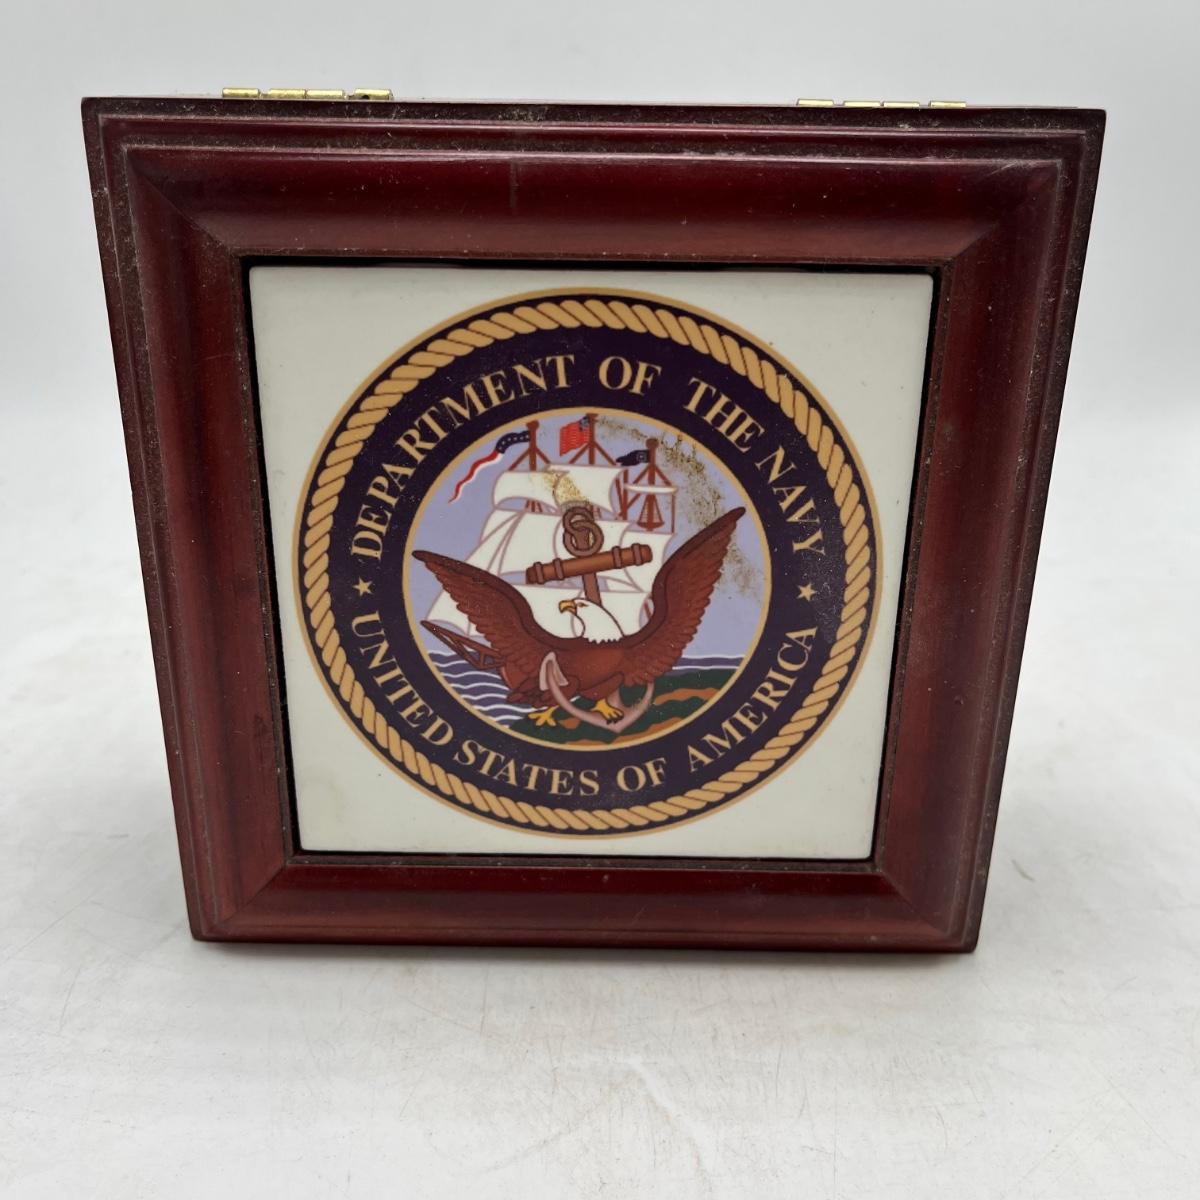 DEPARTMENT OF THE NAVY
★ UNITED STATES OF AMERICA ★